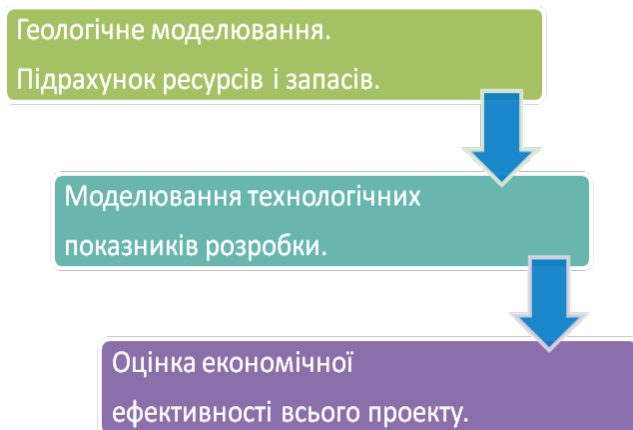 Геологічне моделювання.
Підрахунок ресурсів і запасів.
Моделювання технологічних
показників розробки.
Оцінка економічної
ефективності всього проекту.